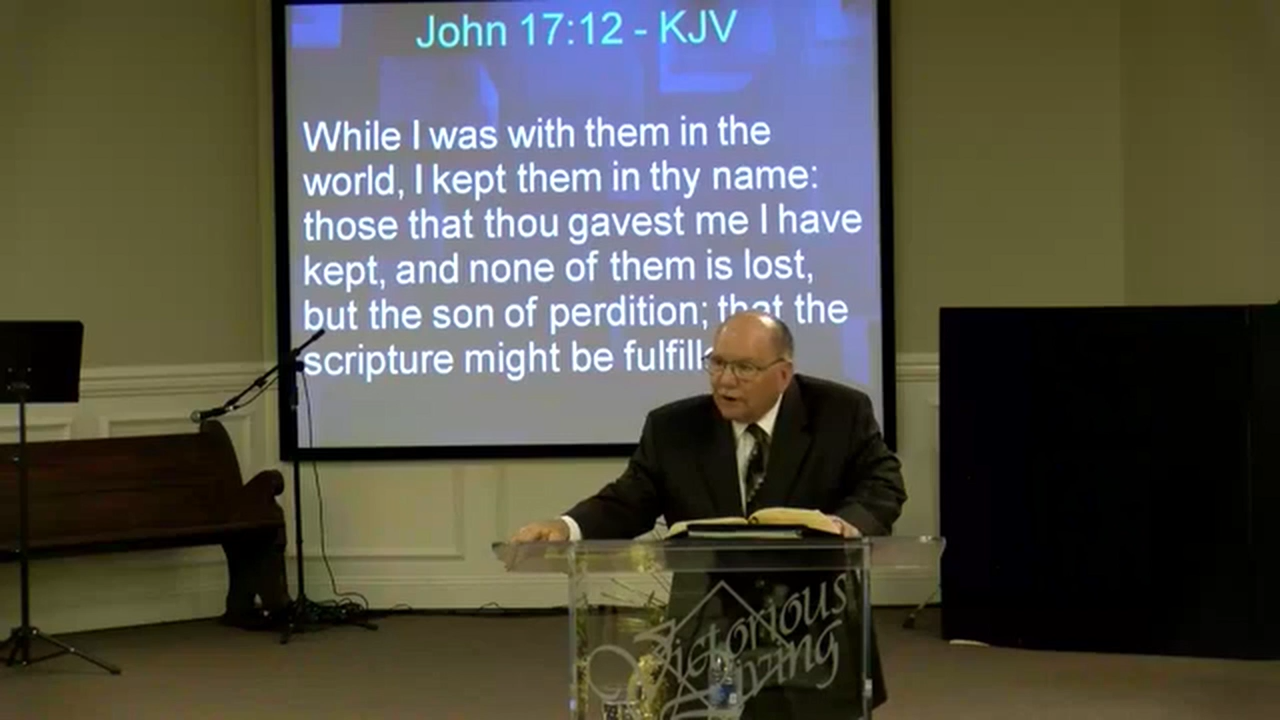 John 17:12 - KJV
While I was with them in the
world, I kept them in thy name:
those that thou gavest me I have
kept, and none of them is lost,
but the son of perdition; that the
scripture might be
Victorious
Living